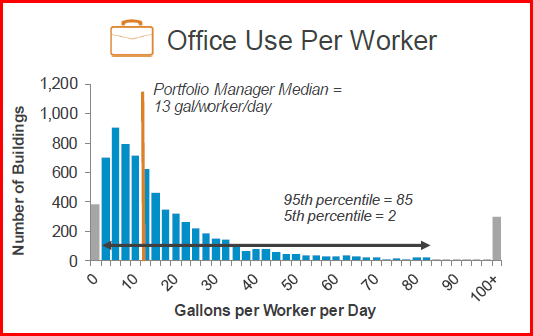 Office Use Per Worker
Portfolio Manager Median =
13 gal/worker/day
95th percentile = 85
5th percentile = 2
Number of Buildings
1,200
1,000
800
600
400
200
0
0 10 20 30 40 50 60 70 80 90 100+
Gallons per Worker per Day